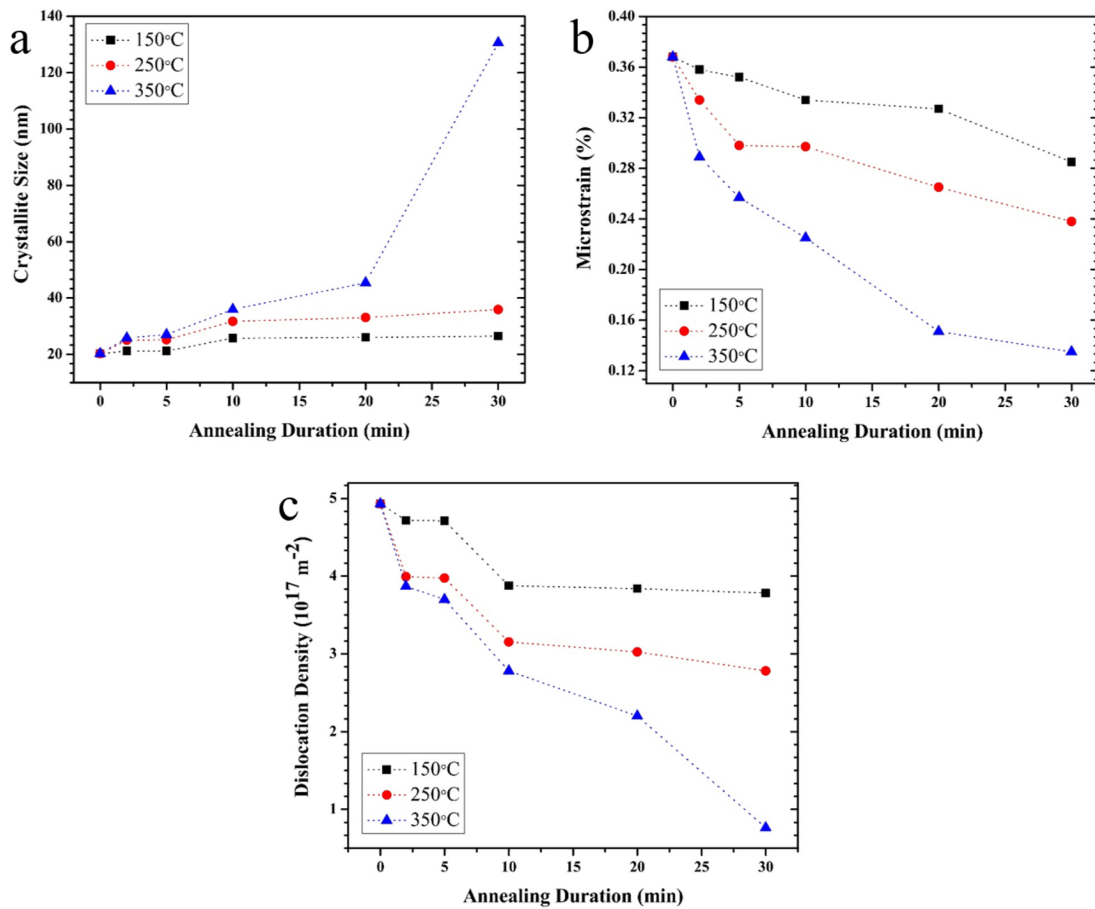 a
150°C
250°C
350°C
Crystallite Size (nm)
140
120
100
80
60
40
20
0 5 10 15 20 25 30
Annealing Duration (min)
b
150°C
250°C
350°C
Microstrain (%)
0.40
0.36
0.32
0.28
0.24
0.20
0.16
0.12
0 5 10 15 20 25 30
Annealing Duration (min)
c
150°C
250°C
350°C
Dislocation Density (10¹⁷ m⁻²)
5
4
3
2
1
0 5 10 15 20 25 30
Annealing Duration (min)